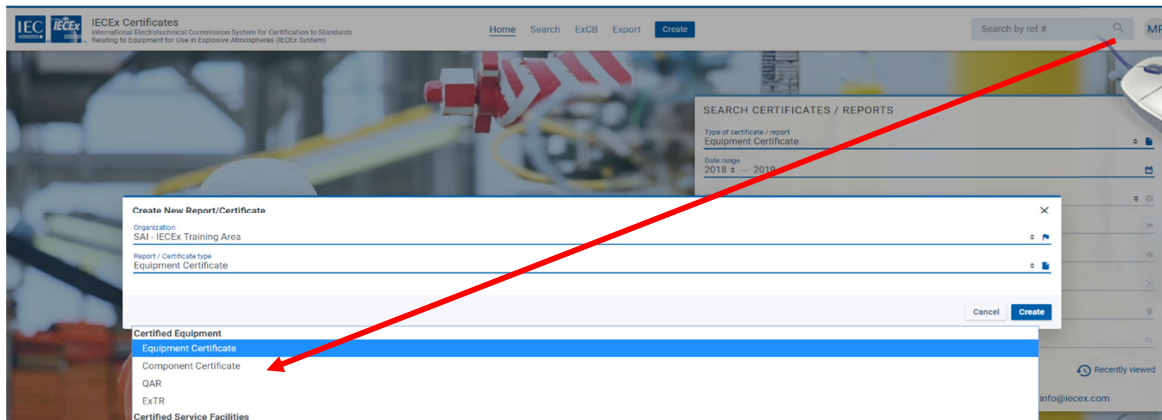 IEC IECEx
IECEx Certificates
International Electrotechnical Commission System for Certification to Standards
Relating to Equipment for Use in Explosive Atmospheres (IECEx System)
Home Search ExCB Export Create
Search by ref #
MP
SEARCH CERTIFICATES / REPORTS
Type of certificate / report
Equipment Certificate
Date range
2018 — 2019
Create New Report/Certificate
Organization
SAI - IECEx Training Area
Report / Certificate type
Equipment Certificate
Cancel Create
Certified Equipment
Equipment Certificate
Component Certificate
QAR
ExTR
Certified Service Facilities
Recently viewed
info@iecex.com